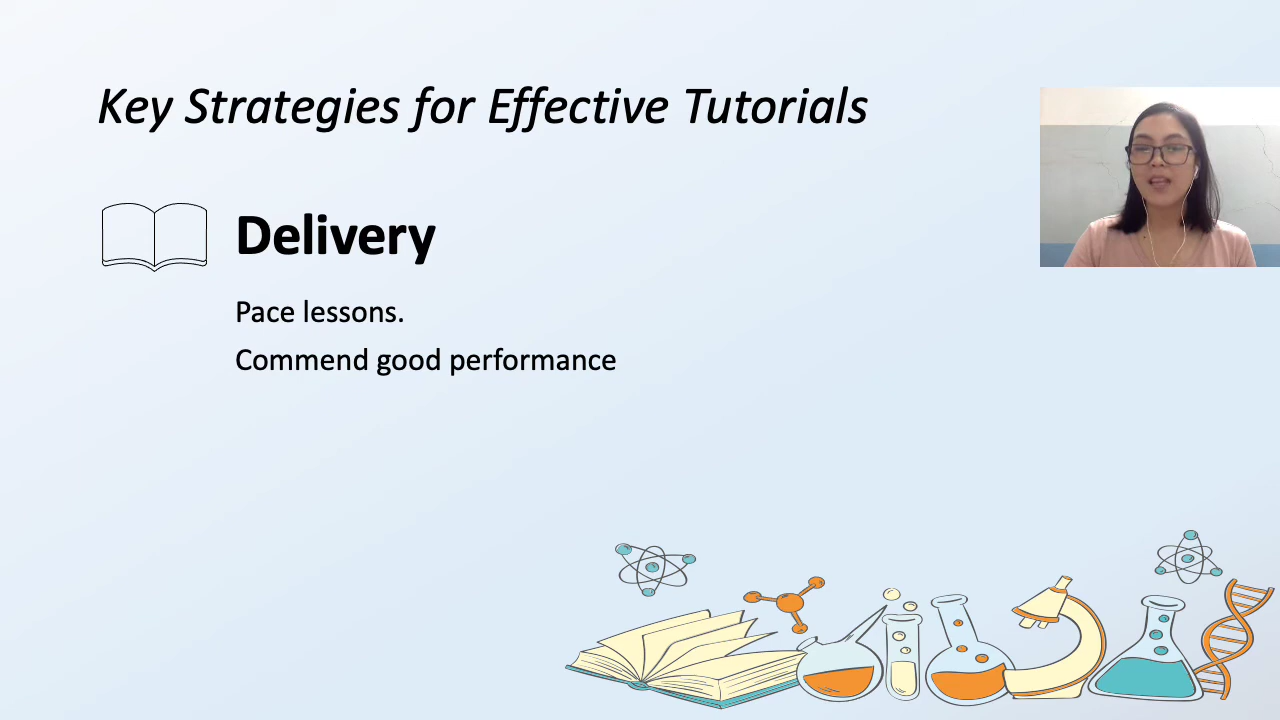 Key Strategies for Effective Tutorials
Delivery
Pace lessons.
Commend good performance